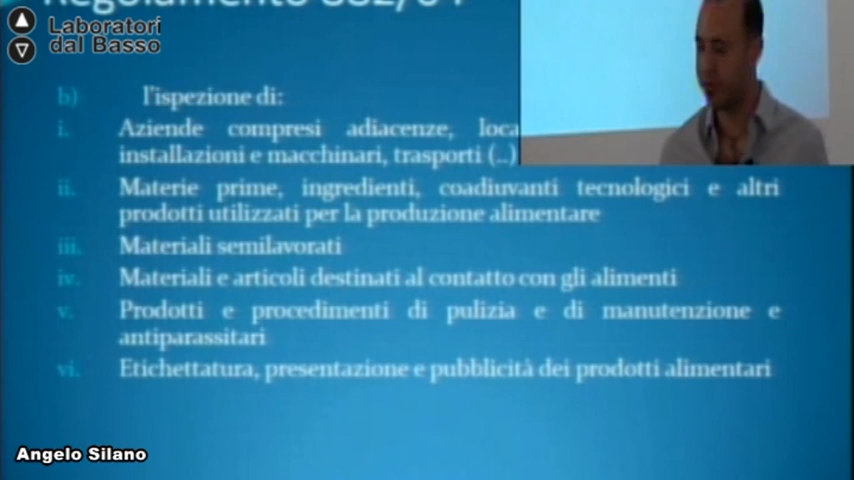 Regolamento 882/04
Laboratori
dal Basso
b) l'ispezione di:
i. Aziende compresi adiacenze,
installazioni e macchinari, trasporti (...)
ii. Materie prime, ingredienti, coadiuvanti tecnologici e altri
prodotti utilizzati per la produzione alimentare
iii. Materiali semilavorati
iv. Materiali e articoli destinati al contatto con gli alimenti
v. Prodotti e procedimenti di pulizia e di manutenzione e
antiparassitari
vi. Etichettatura, presentazione e pubblicità dei prodotti alimentari
Angelo Silano